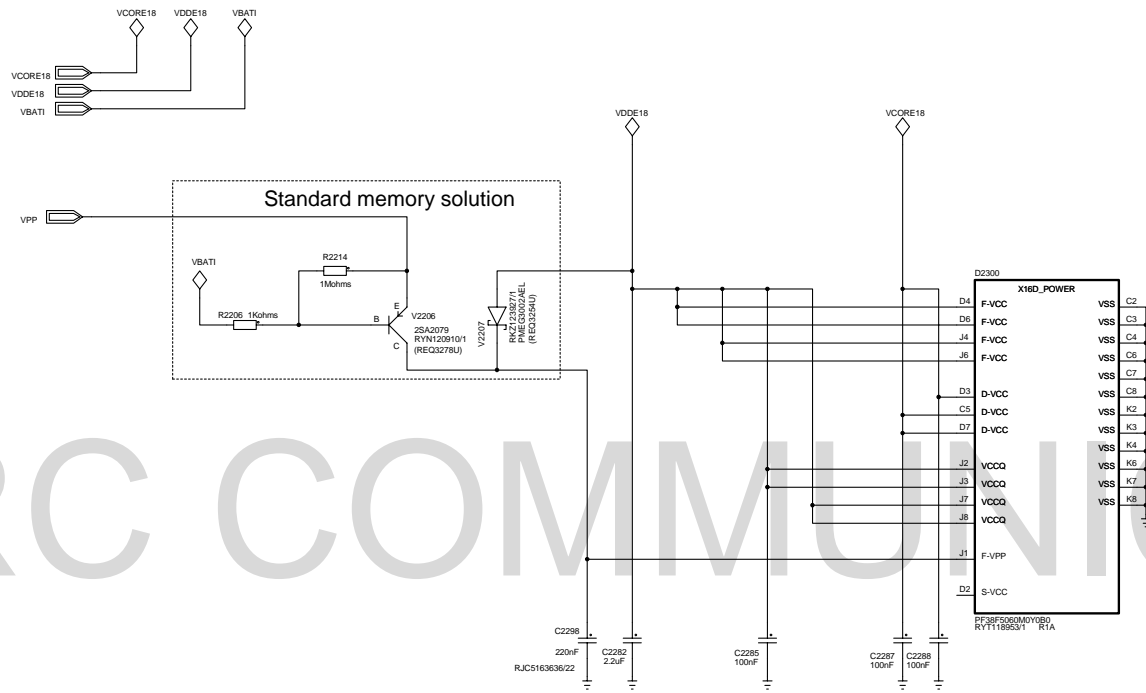 VCORE18 VDDE18 VBATI
VCORE18
VDDE18
VBATI
VDDE18
VCORE18
Standard memory solution
VPP
VBATI
R2214
1Mohms
R2206 1Kohms
E
B
C
V2206
2SA2079
RYN120910/1
(REQ3278U)
V2207
RKZ123927/1
PMEG3002AEL
(REQ3254U)
D2300
X16D_POWER
D4 F-VCC VSS C2
D6 F-VCC VSS C3
J4 F-VCC VSS C4
J6 F-VCC VSS C6
VSS C7
D3 D-VCC VSS C8
C5 D-VCC VSS K2
D7 D-VCC VSS K3
VSS K4
J2 VCCQ VSS K6
J3 VCCQ VSS K7
J7 VCCQ VSS K8
J8 VCCQ
J1 F-VPP
D2 S-VCC
PF38F5060M0Y0B0
RYT118953/1 R1A
C2298
220nF
RJC5163636/22
C2282
2.2uF
C2285
100nF
C2287
100nF
C2288
100nF
RC COMMUNIC